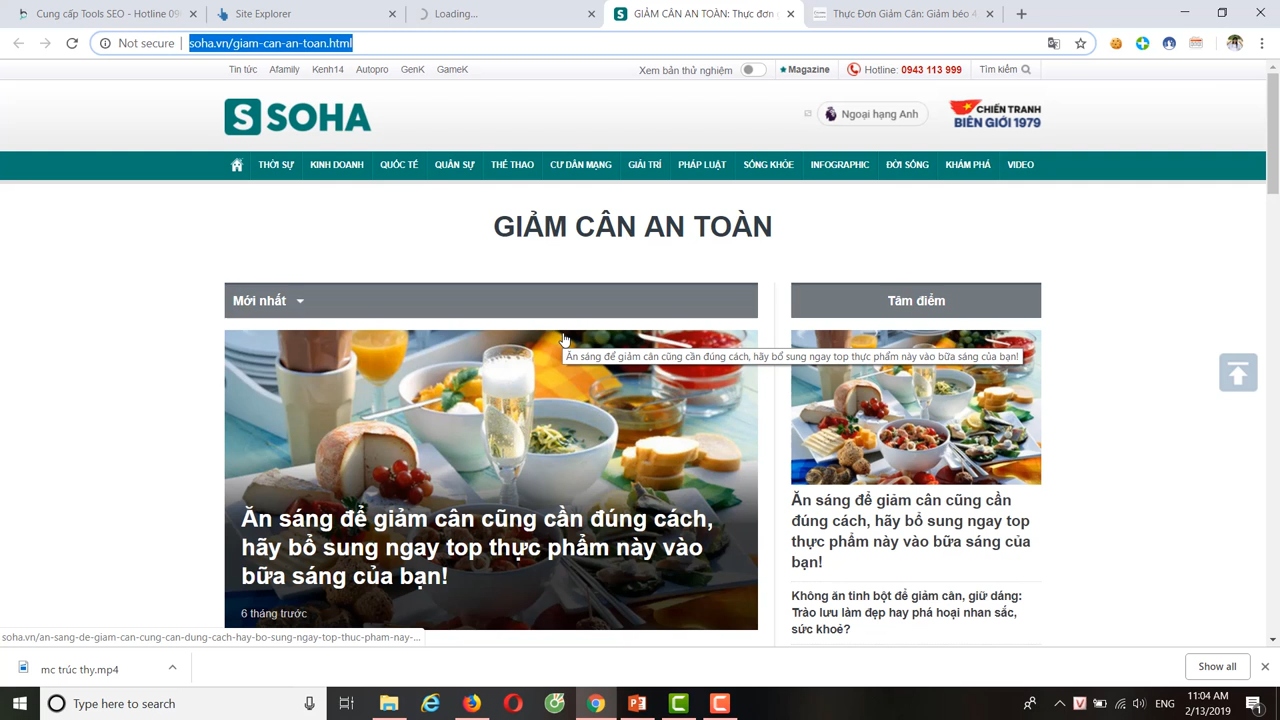 Cung cấp Tools SEO - Hotline 09
Site Explorer
Loading...
GIẢM CÂN AN TOÀN: Thực đơn g
Thực Đơn Giảm Cân: Giảm béo 4
Not secure
soha.vn/giam-can-an-toan.html
Tin tức Afamily Kenh14 Autopro GenK GameK
Xem bản thử nghiệm
Magazine
Hotline: 0943 113 999
Tìm kiếm
SOHA
Ngoại hạng Anh
CHIẾN TRANH
BIÊN GIỚI 1979
THỜI SỰ KINH DOANH QUỐC TẾ QUÂN SỰ THỂ THAO CƯ DÂN MẠNG GIẢI TRÍ PHÁP LUẬT SỐNG KHỎE INFOGRAPHIC ĐỜI SỐNG KHÁM PHÁ VIDEO
GIẢM CÂN AN TOÀN
Mới nhất
Tâm điểm
Ăn sáng để giảm cân cũng cần đúng cách, hãy bổ sung ngay top thực phẩm này vào bữa sáng của bạn!
Ăn sáng để giảm cân cũng cần đúng cách,
hãy bổ sung ngay top thực phẩm này vào
bữa sáng của bạn!
6 tháng trước
Ăn sáng để giảm cân cũng cần
đúng cách, hãy bổ sung ngay top
thực phẩm này vào bữa sáng của
bạn!
Không ăn tinh bột để giảm cân, giữ dáng:
Trào lưu làm đẹp hay phá hoại nhan sắc,
sức khoẻ?
soha.vn/an-sang-de-giam-can-cung-can-dung-cach-hay-bo-sung-ngay-top-thuc-pham-nay-...
mc trúc thy.mp4
Show all
Type here to search
ENG
11:04 AM
2/13/2019